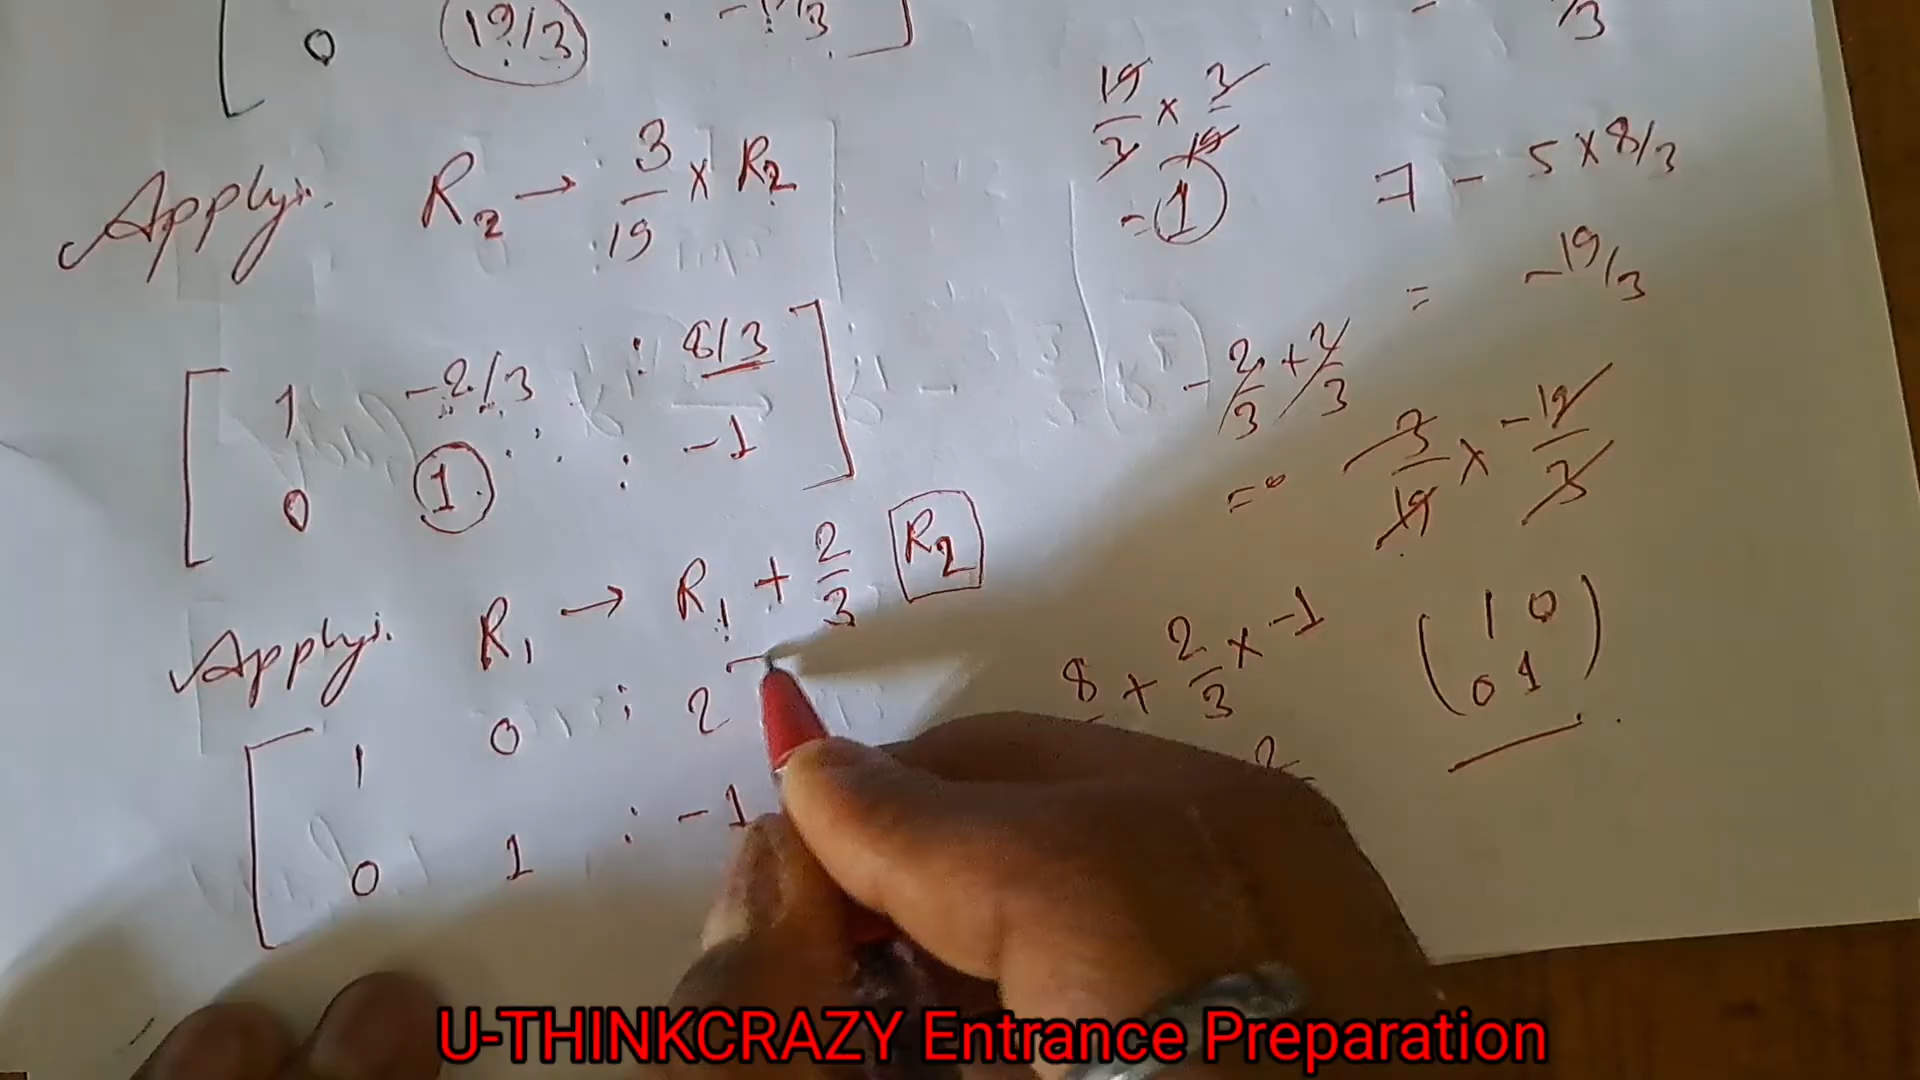 0 19/3 : -19/3
Apply:. R2 → 3/19 × R2
[ 1 -2/3 : 8/3
0 1 : -1 ]
Apply:. R1 → R1 + 2/3 R2
[ 1 0 : 2
0 1 : -1
19/3 × 3/19
= 1
/3
7 - 5×8/3
= -19/3
-2/3 + 2/3
= 0
3/19 × -19/3
8 + 2/3 × -1
2
( 1 0
0 1 )
U-THINKCRAZY Entrance Preparation